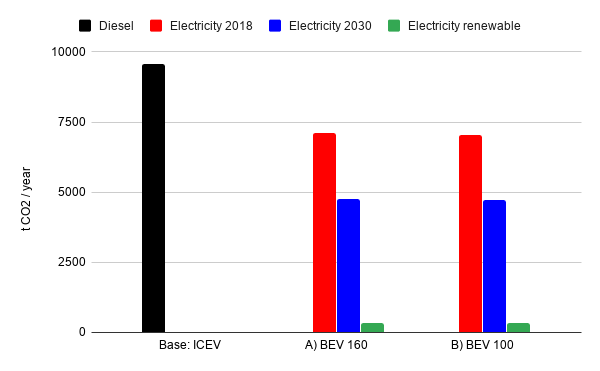 Diesel Electricity 2018 Electricity 2030 Electricity renewable
10000
7500
5000
2500
0
t CO2 / year
Base: ICEV A) BEV 160 B) BEV 100